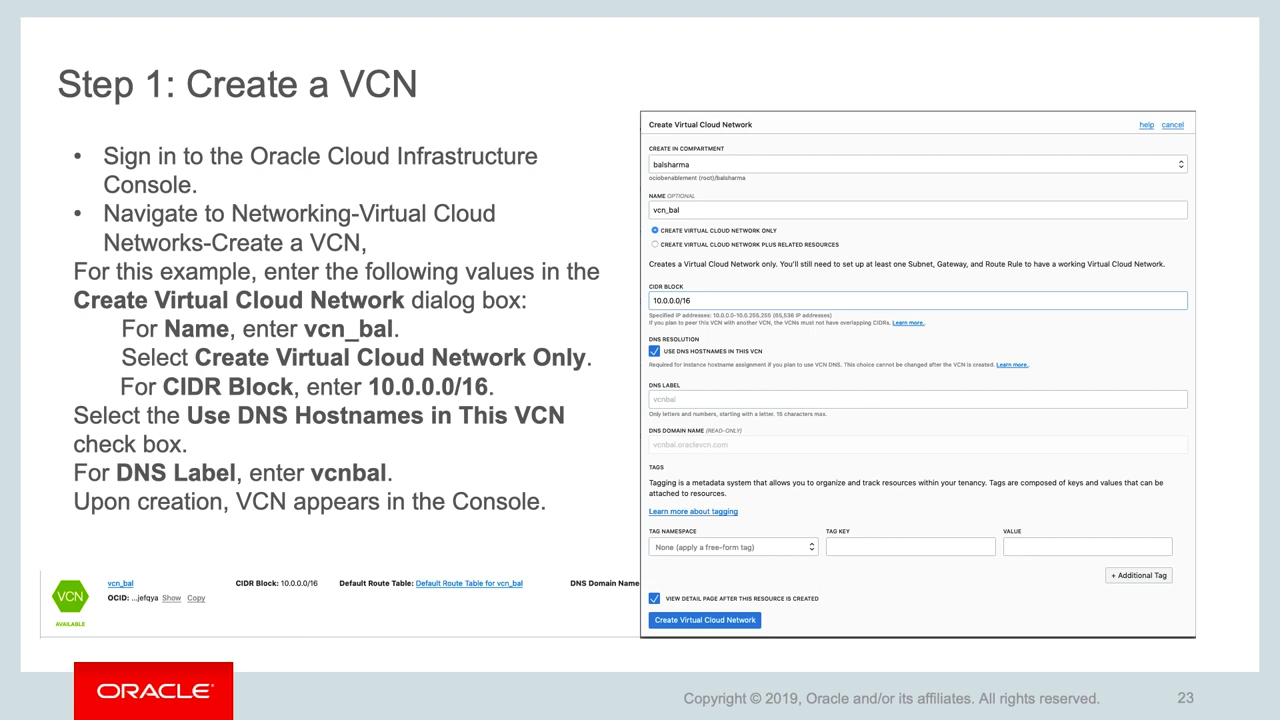 Step 1: Create a VCN
• Sign in to the Oracle Cloud Infrastructure
Console.
• Navigate to Networking-Virtual Cloud
Networks-Create a VCN,
For this example, enter the following values in the
Create Virtual Cloud Network dialog box:
For Name, enter vcn_bal.
Select Create Virtual Cloud Network Only.
For CIDR Block, enter 10.0.0.0/16.
Select the Use DNS Hostnames in This VCN
check box.
For DNS Label, enter vcnbal.
Upon creation, VCN appears in the Console.
VCN
AVAILABLE
vcn_bal
OCID: ...jefqya Show Copy
CIDR Block: 10.0.0.0/16
Default Route Table: Default Route Table for vcn_bal
DNS Domain Name
Create Virtual Cloud Network
help cancel
CREATE IN COMPARTMENT
balsharma
ociobenablement (root)/balsharma
NAME OPTIONAL
vcn_bal
CREATE VIRTUAL CLOUD NETWORK ONLY
CREATE VIRTUAL CLOUD NETWORK PLUS RELATED RESOURCES
Creates a Virtual Cloud Network only. You'll still need to set up at least one Subnet, Gateway, and Route Rule to have a working Virtual Cloud Network.
CIDR BLOCK
10.0.0.0/16
Specified IP addresses: 10.0.0.0-10.0.255.255 (65,536 IP addresses)
If you plan to peer this VCN with another VCN, the VCNs must not have overlapping CIDRs. Learn more.
DNS RESOLUTION
USE DNS HOSTNAMES IN THIS VCN
Required for instance hostname assignment if you plan to use VCN DNS. This choice cannot be changed after the VCN is created. Learn more.
DNS LABEL
vcnbal
Only letters and numbers, starting with a letter. 15 characters max.
DNS DOMAIN NAME (READ-ONLY)
vcnbal.oraclevcn.com
TAGS
Tagging is a metadata system that allows you to organize and track resources within your tenancy. Tags are composed of keys and values that can be
attached to resources.
Learn more about tagging
TAG NAMESPACE TAG KEY VALUE
None (apply a free-form tag)
+ Additional Tag
VIEW DETAIL PAGE AFTER THIS RESOURCE IS CREATED
Create Virtual Cloud Network
ORACLE®
Copyright © 2019, Oracle and/or its affiliates. All rights reserved.
23